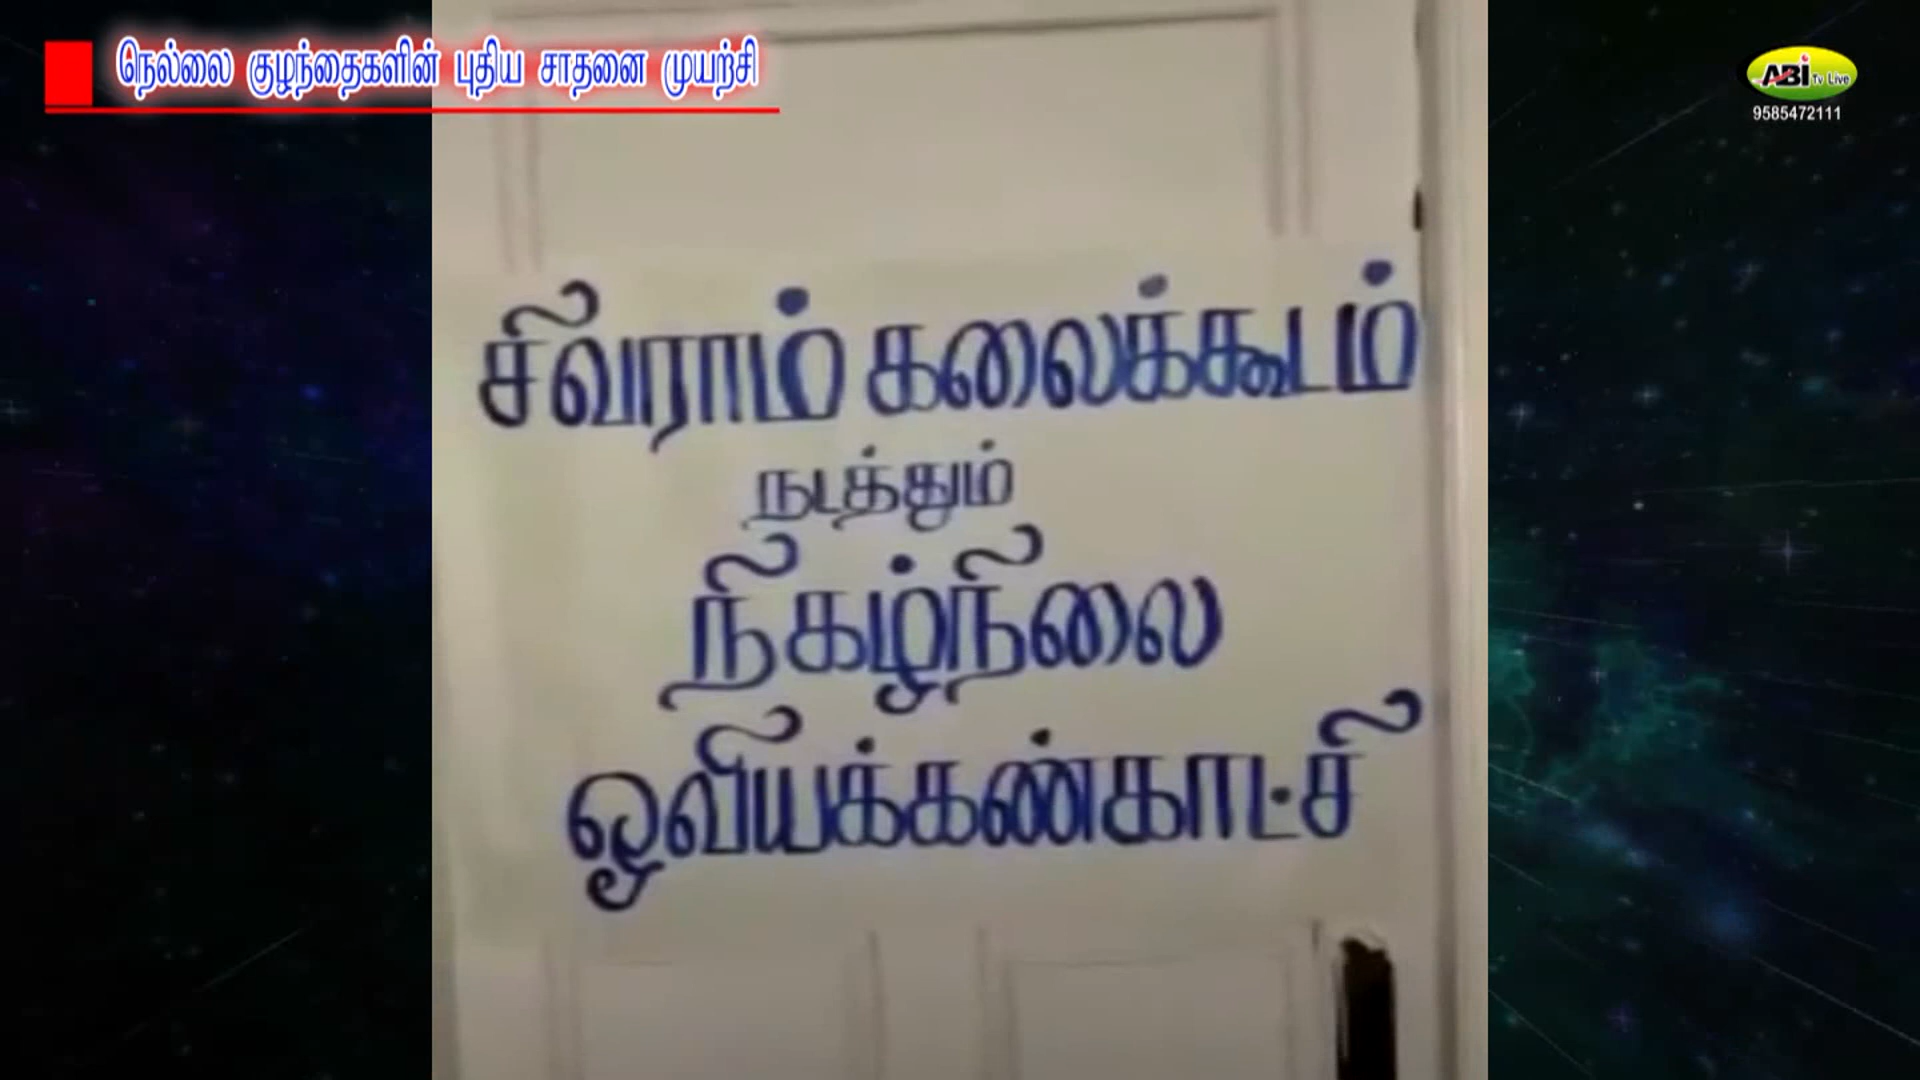 நெல்லை குழந்தைகளின் புதிய சாதனை முயற்சி
ABi Tv Live
9585472111
சிவராம் கலைக்கூடம்
நடத்தும்
நிகழ்நிலை
ஓவியக்கண்காட்சி